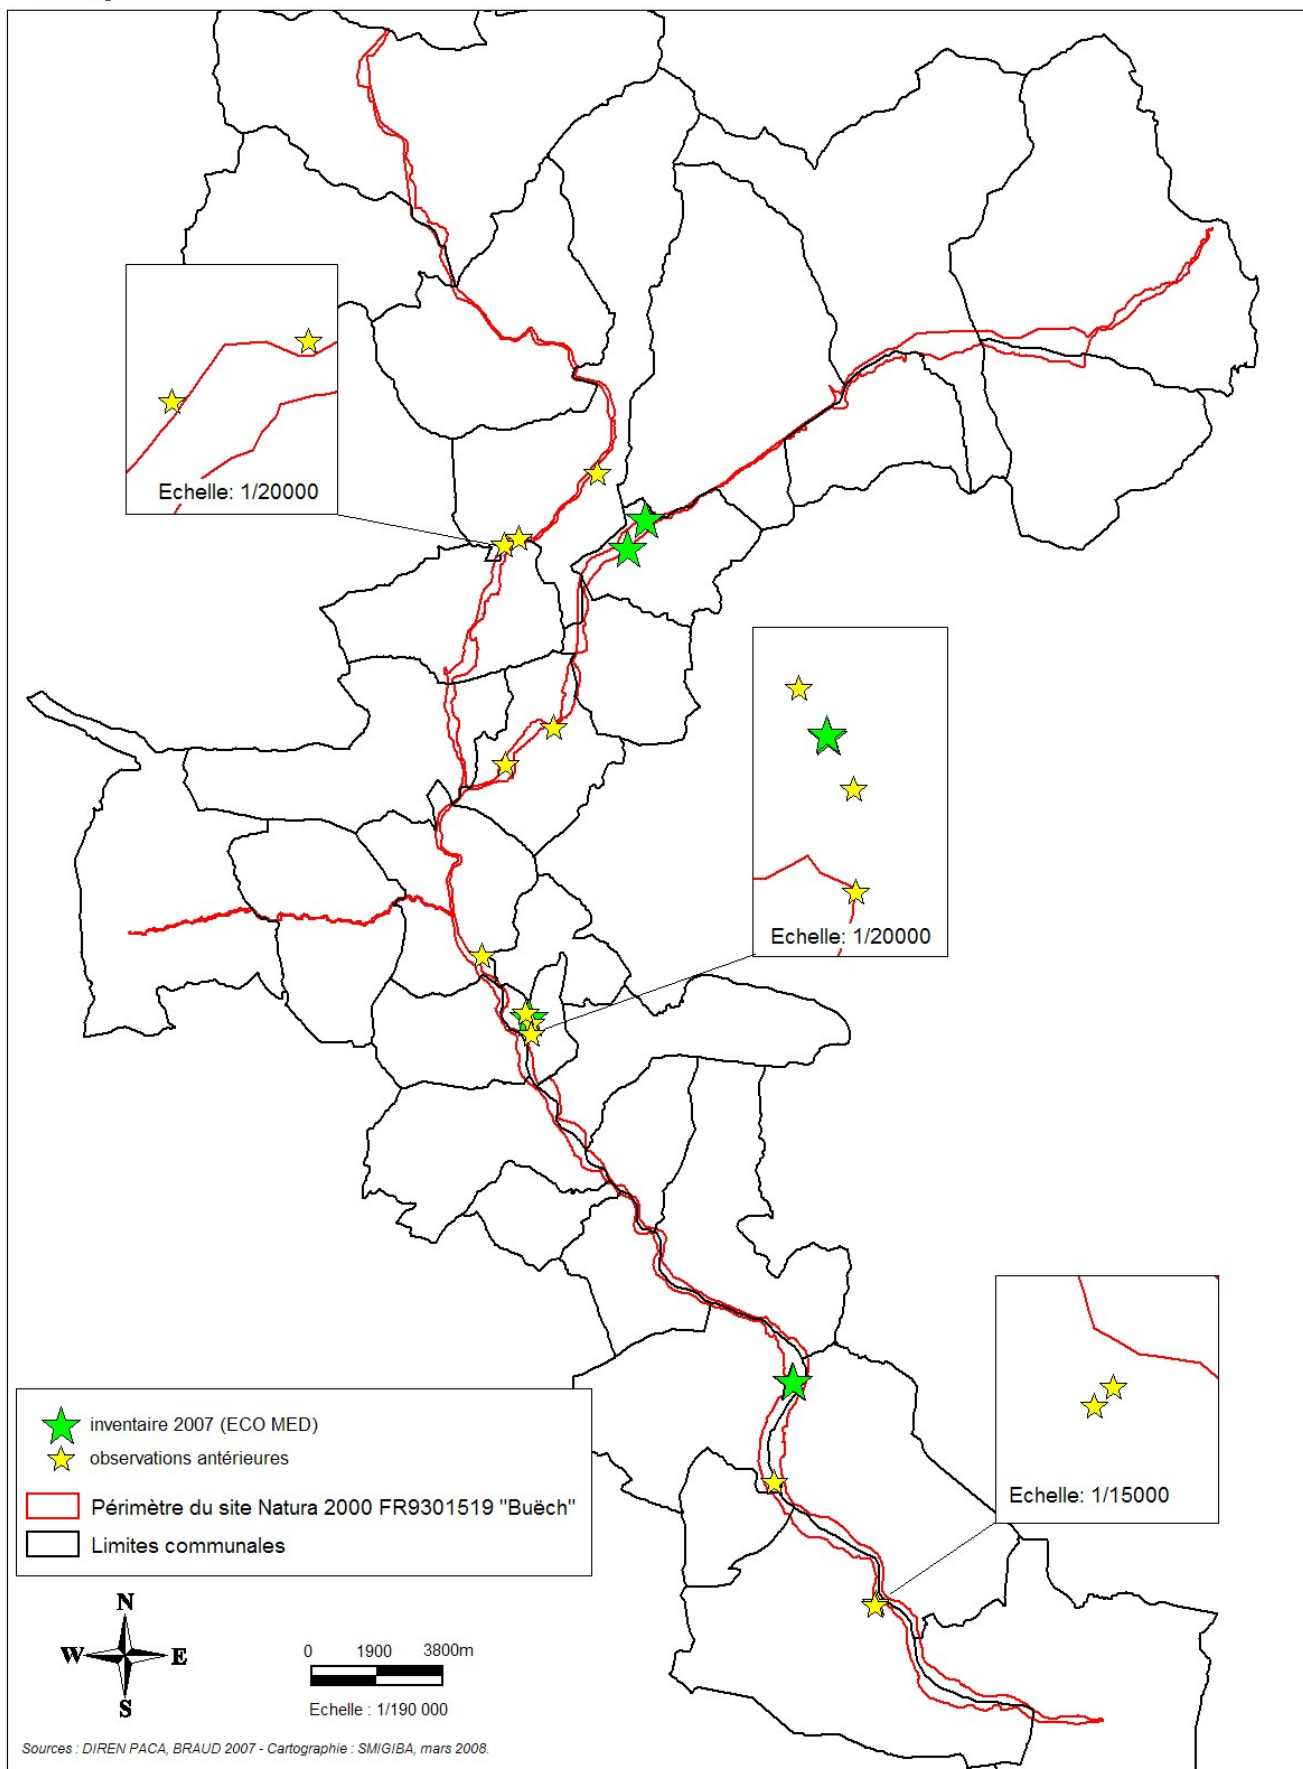 Echelle: 1/20000
Echelle: 1/20000
Echelle: 1/15000
inventaire 2007 (ECO MED)
observations antérieures
Périmètre du site Natura 2000 FR9301519 "Buëch"
Limites communales
N
W E
S
0 1900 3800m
Echelle : 1/190 000
Sources : DIREN PACA, BRAUD 2007 - Cartographie : SMIGIBA, mars 2008.